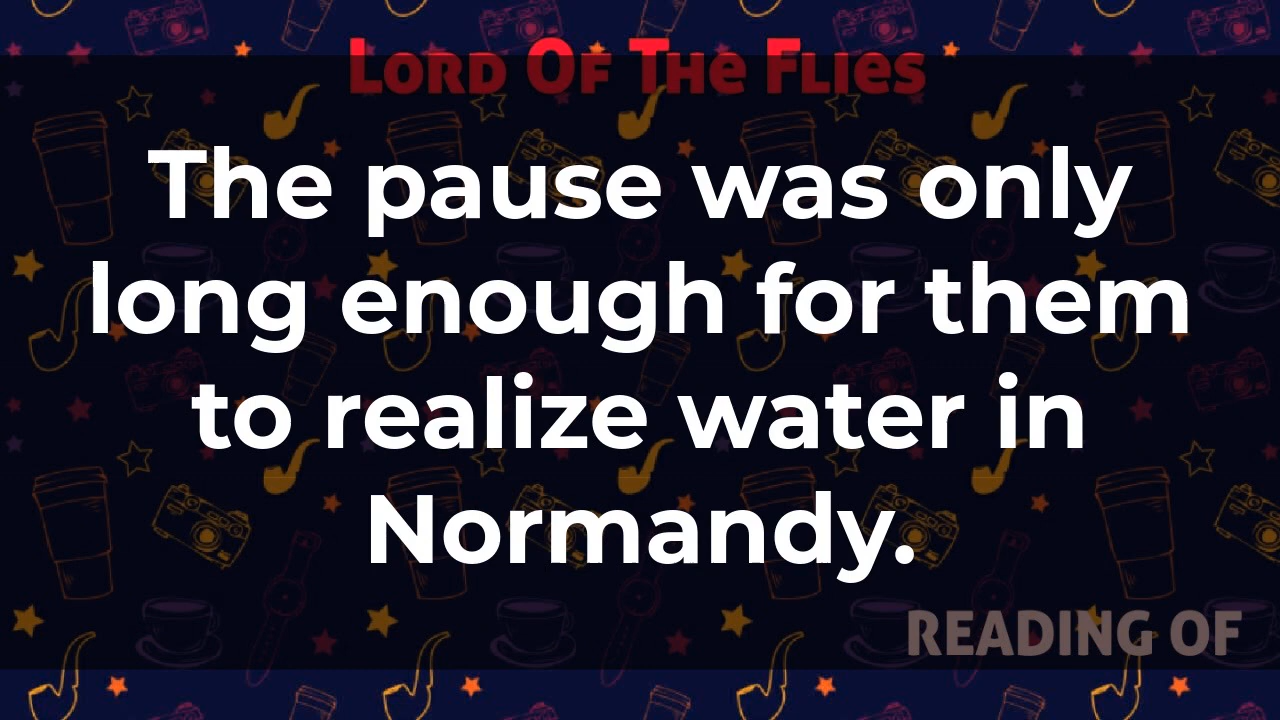 Lord Of The Flies
The pause was only
long enough for them
to realize water in
Normandy.
READING OF